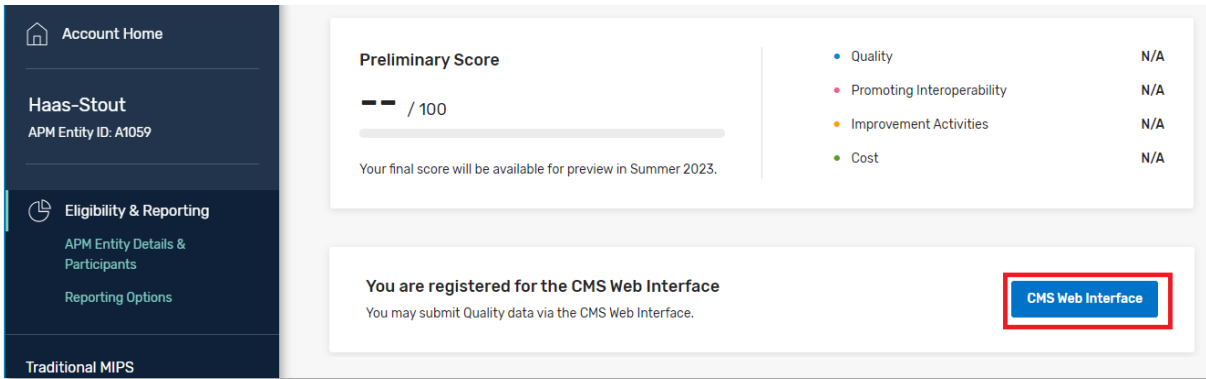 Account Home
Haas-Stout
APM Entity ID: A1059
Eligibility & Reporting
APM Entity Details &
Participants
Reporting Options
Traditional MIPS
Preliminary Score
-- / 100
Your final score will be available for preview in Summer 2023.
Quality N/A
Promoting Interoperability N/A
Improvement Activities N/A
Cost N/A
You are registered for the CMS Web Interface
You may submit Quality data via the CMS Web Interface.
CMS Web Interface